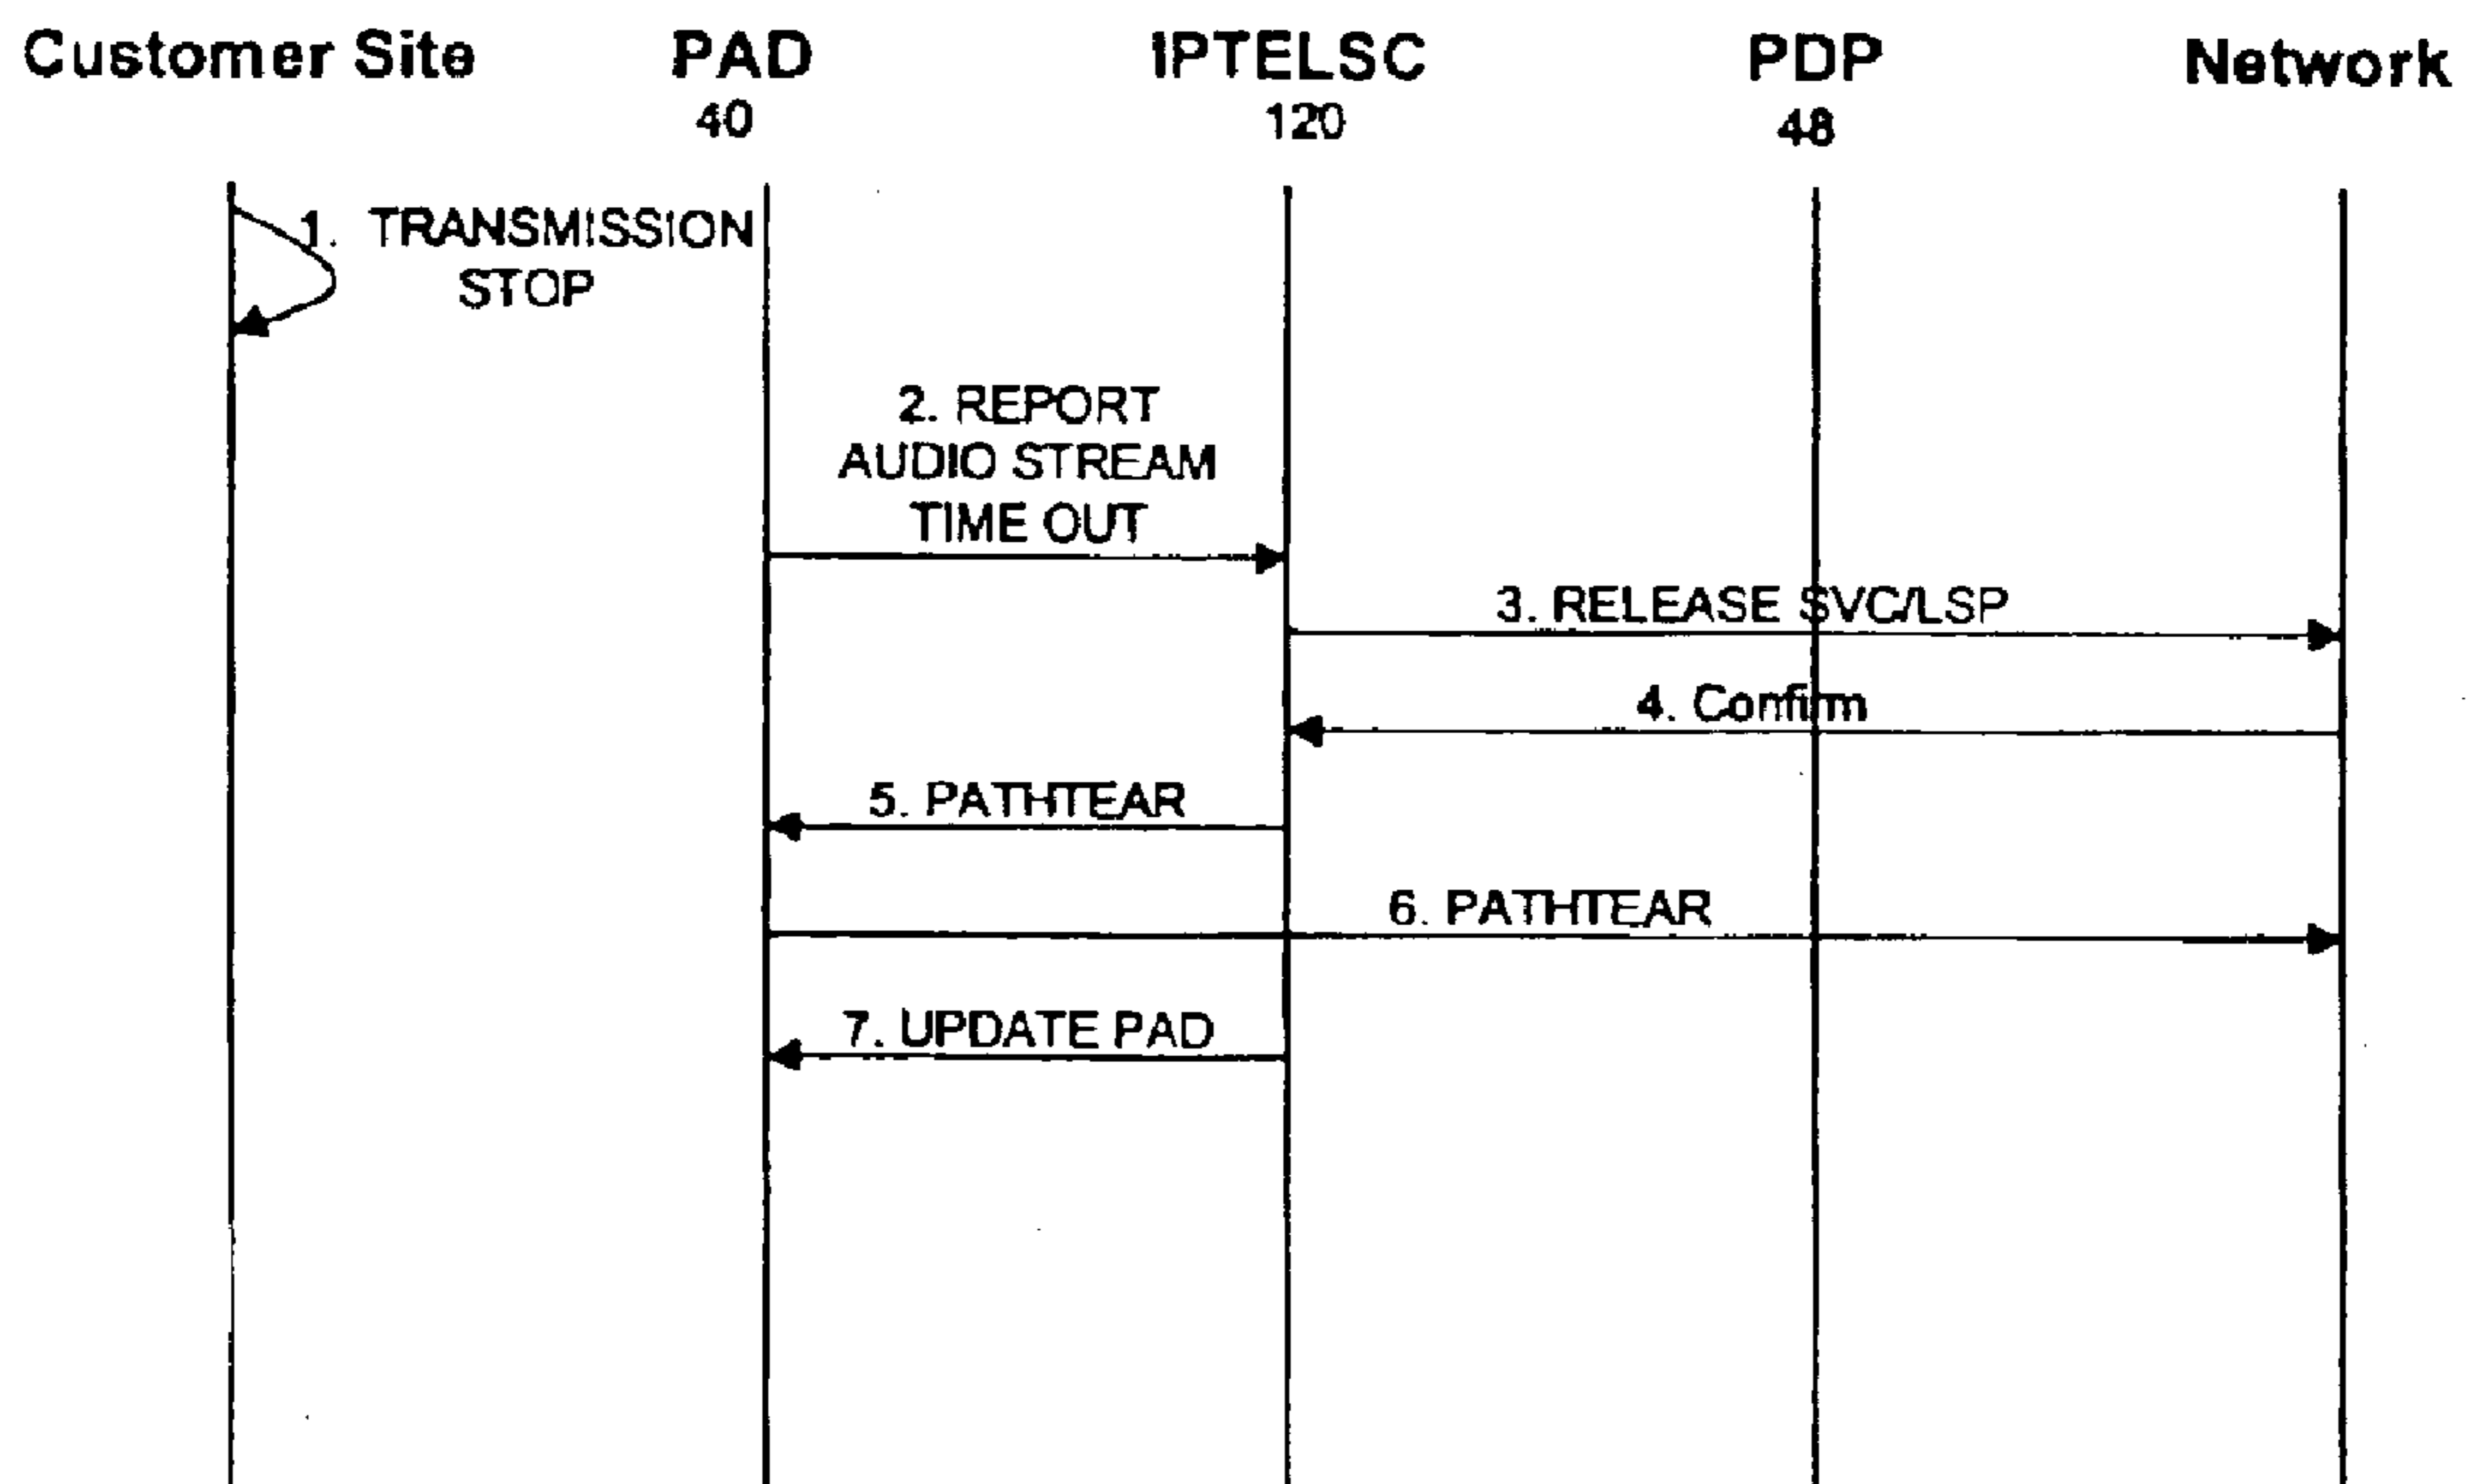 Customer Site PAD IPTELSC PDP Network
40 120 48
1. TRANSMISSION
STOP
2. REPORT
AUDIO STREAM
TIME OUT
3. RELEASE SVC/LSP
4. Confirm
5. PATHTEAR
6. PATHTEAR
7. UPDATE PAD